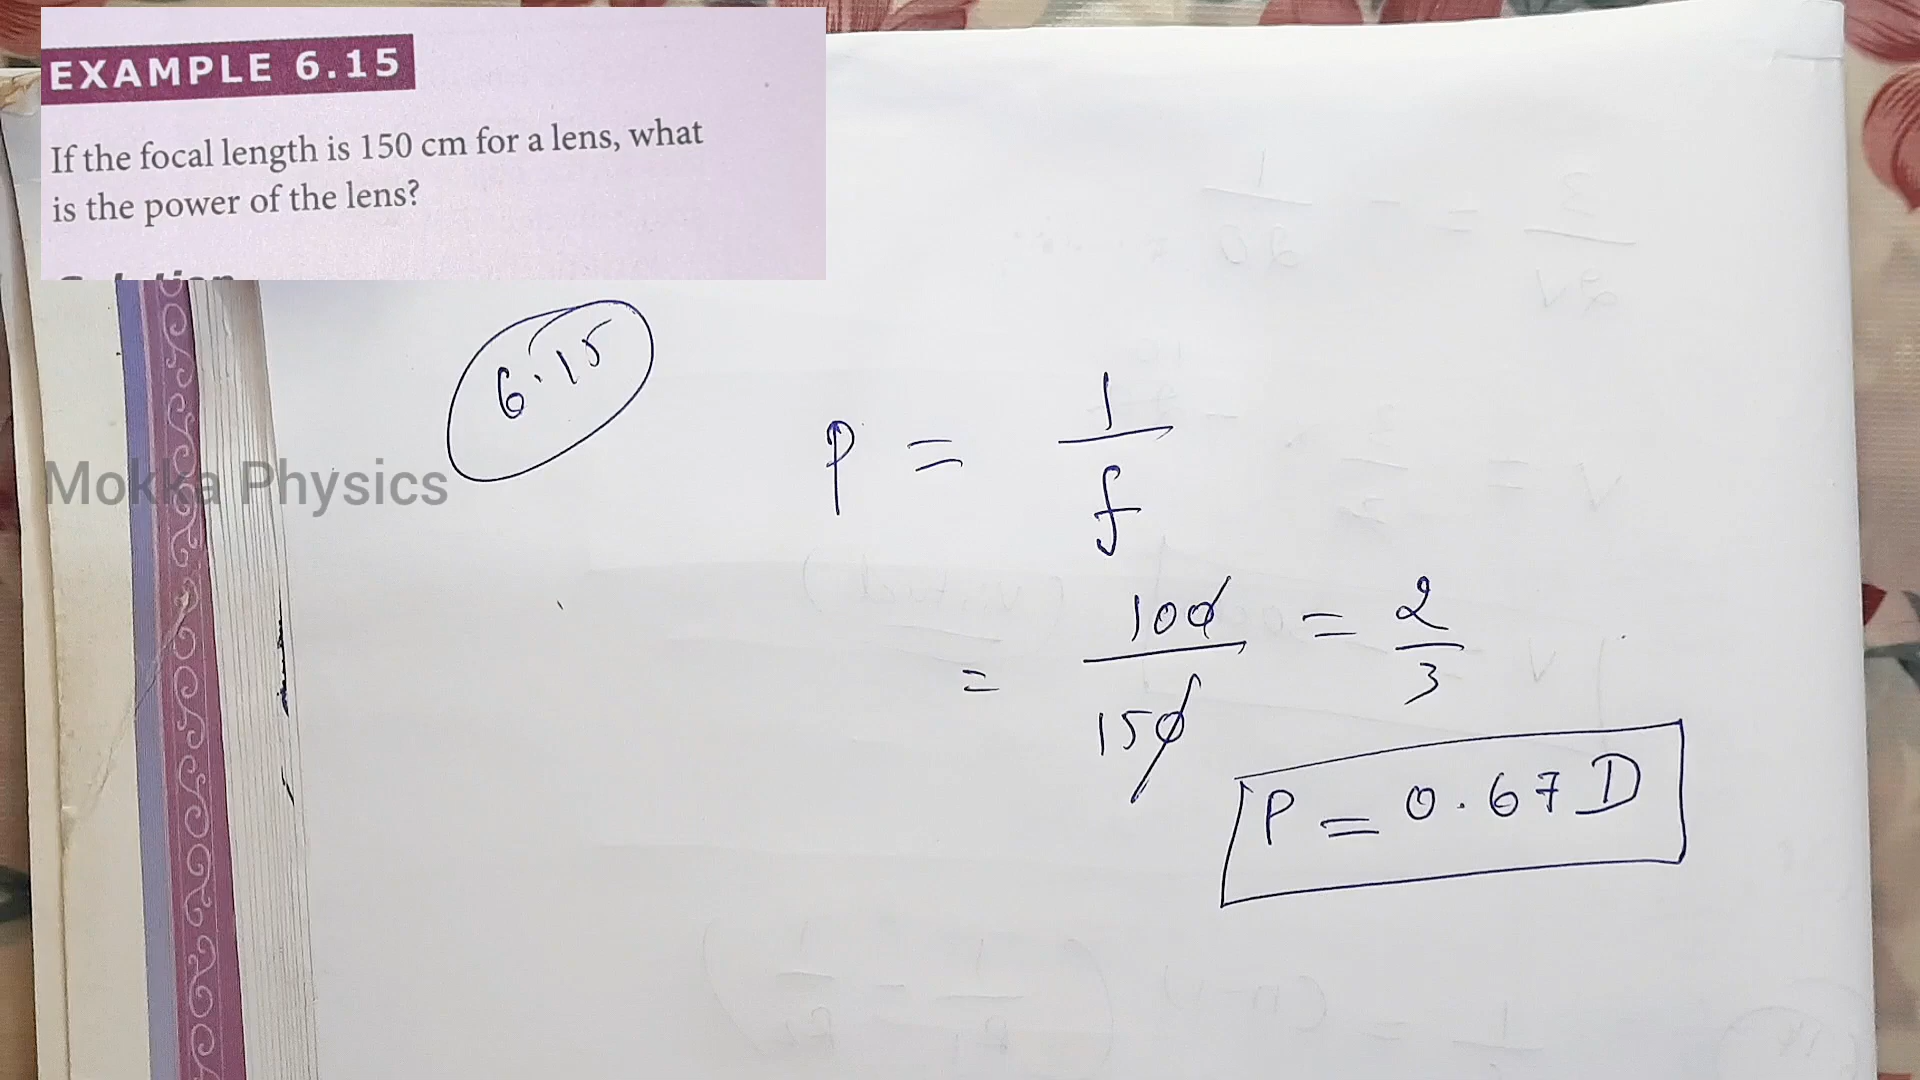 EXAMPLE 6.15
If the focal length is 150 cm for a lens, what
is the power of the lens?
6.15
Mokka Physics
P = 1/f
= 100/150 = 2/3
P = 0.67 D